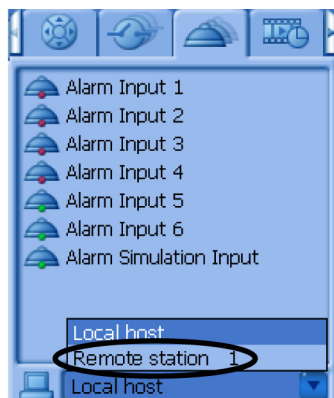 Alarm Input 1
Alarm Input 2
Alarm Input 3
Alarm Input 4
Alarm Input 5
Alarm Input 6
Alarm Simulation Input
Local host
Remote station 1
Local host